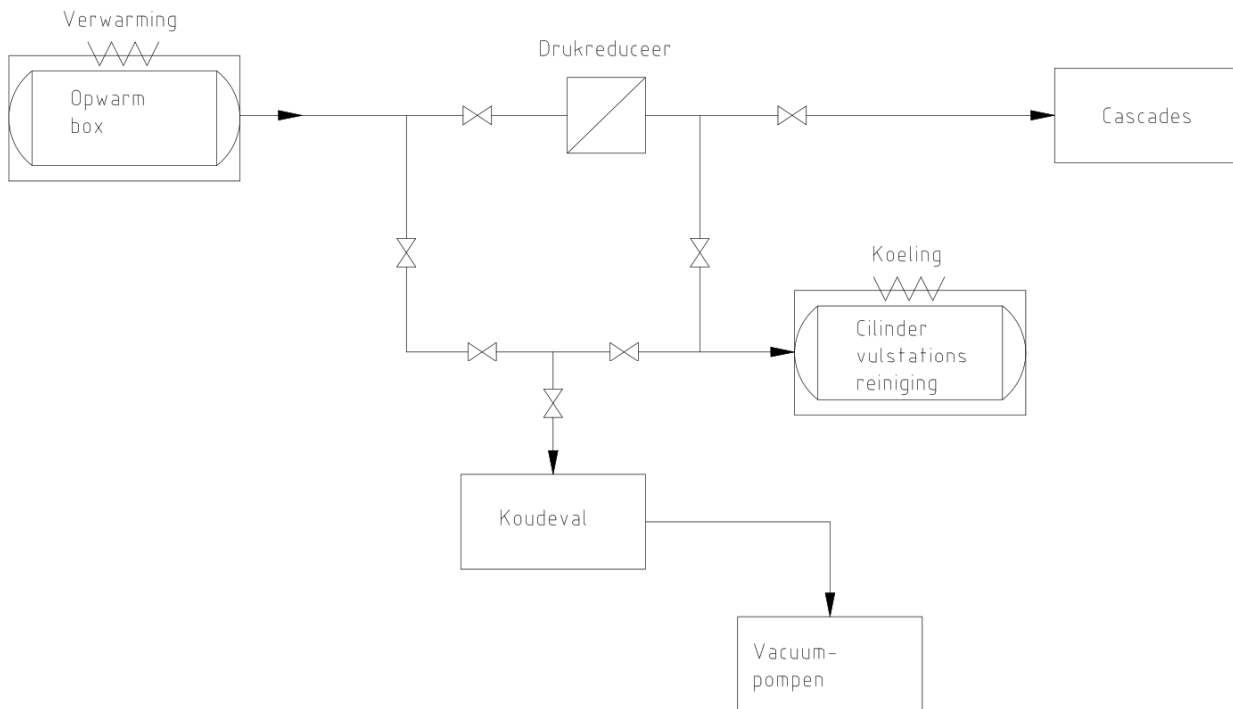 Verwarming
Opwarm
box
Drukreduceer
Cascades
Koeling
Cilinder
vulstations
reiniging
Koudeval
Vacuum-
pompen